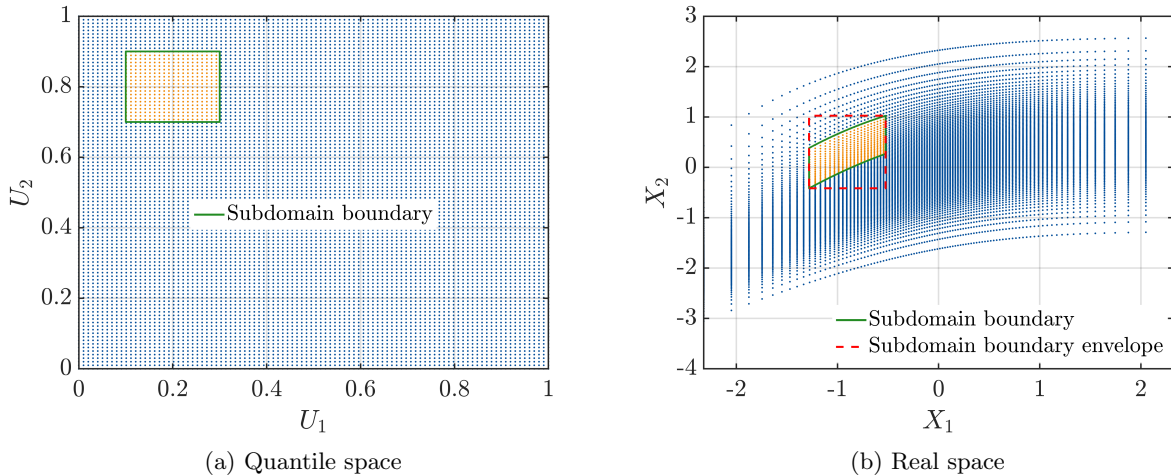 1
0.8
0.6
0.4
0.2
0
U2
Subdomain boundary
0
0.2
0.4
0.6
0.8
1
U1
(a) Quantile space
3
2
1
0
-1
-2
-3
-4
X2
Subdomain boundary
Subdomain boundary envelope
-2
-1
0
1
2
X1
(b) Real space